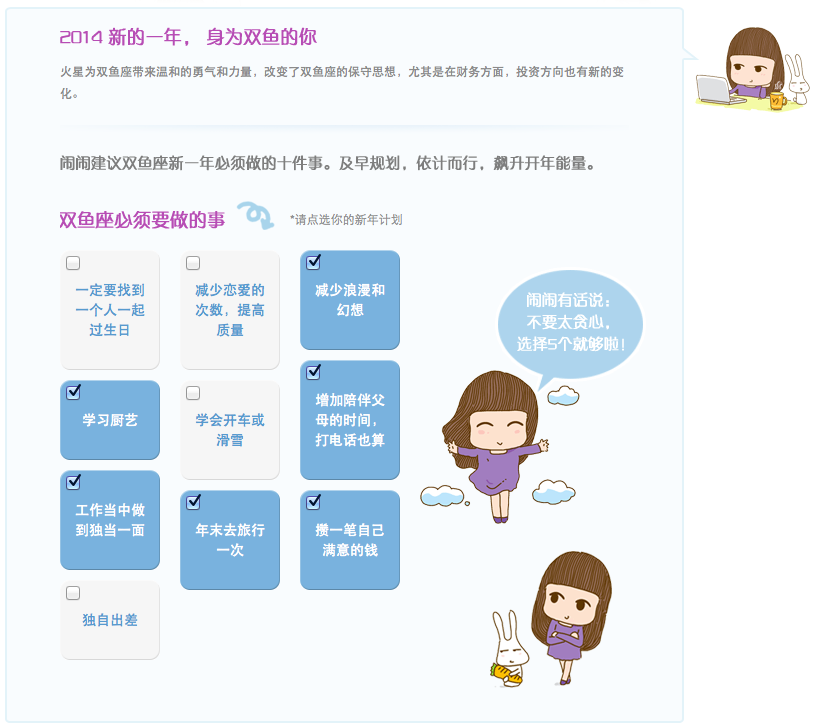 2014 新的一年， 身为双鱼的你
火星为双鱼座带来温和的勇气和力量，改变了双鱼座的保守思想，尤其是在财务方面，投资方向也有新的变
化。
闹闹建议双鱼座新一年必须做的十件事。及早规划，依计而行，飙升开年能量。
双鱼座必须要做的事
*请点选你的新年计划
一定要找到
一个人一起
过生日
减少恋爱的
次数，提高
质量
减少浪漫和
幻想
学习厨艺
学会开车或
滑雪
增加陪伴父
母的时间，
打电话也算
工作当中做
到独当一面
年末去旅行
一次
攒一笔自己
满意的钱
独自出差
闹闹有话说：
不要太贪心，
选择5个就够啦！